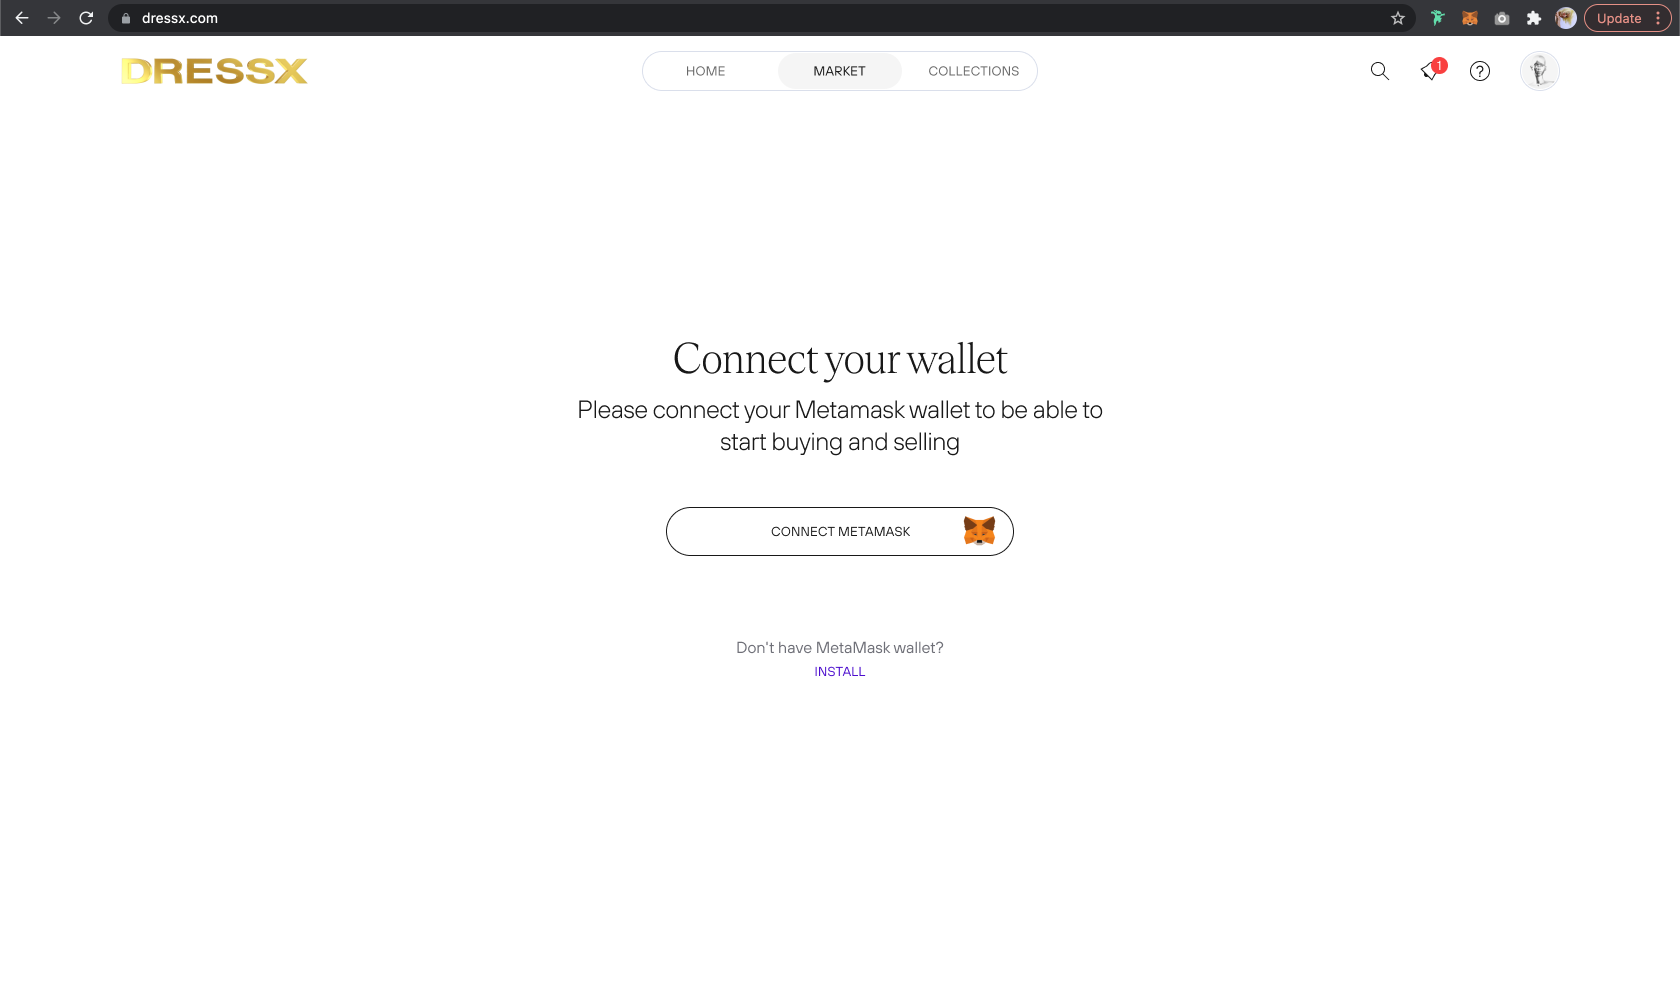 dressx.com
Update
DRESSX
HOME
MARKET
COLLECTIONS
1
?
Connect your wallet
Please connect your Metamask wallet to be able to
start buying and selling
CONNECT METAMASK
Don't have MetaMask wallet?
INSTALL